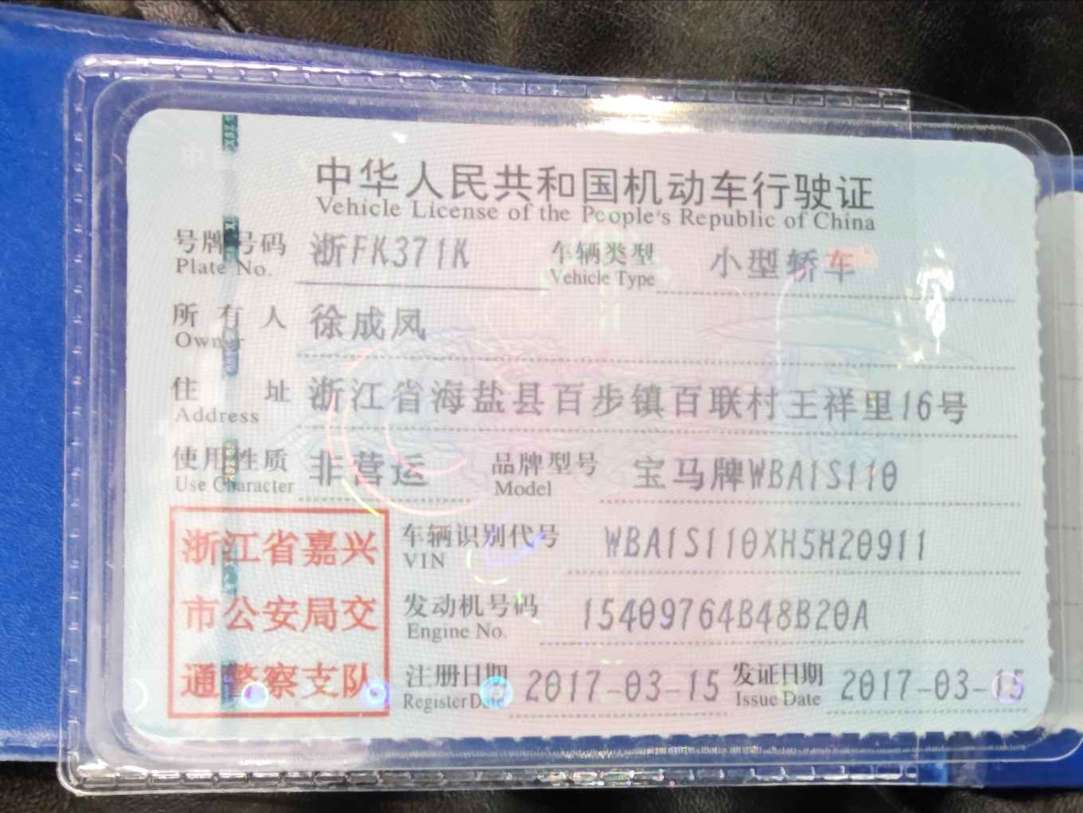 中华人民共和国机动车行驶证
Vehicle License of the People's Republic of China
号牌号码 浙FK371K 车辆类型 小型轿车
Plate No. Vehicle Type
所有人 徐成凤
Owner
住址 浙江省海盐县百步镇百联村王祥里16号
Address
使用性质 非营运 品牌型号 宝马牌WBA1S110
Use Character Model
浙江省嘉兴 车辆识别代号 WBA1S110XH5H20911
VIN
市公安局交 发动机号码 15409764B48B20A
Engine No.
通警察支队 注册日期 2017-03-15 发证日期 2017-03-15
Register Date Issue Date